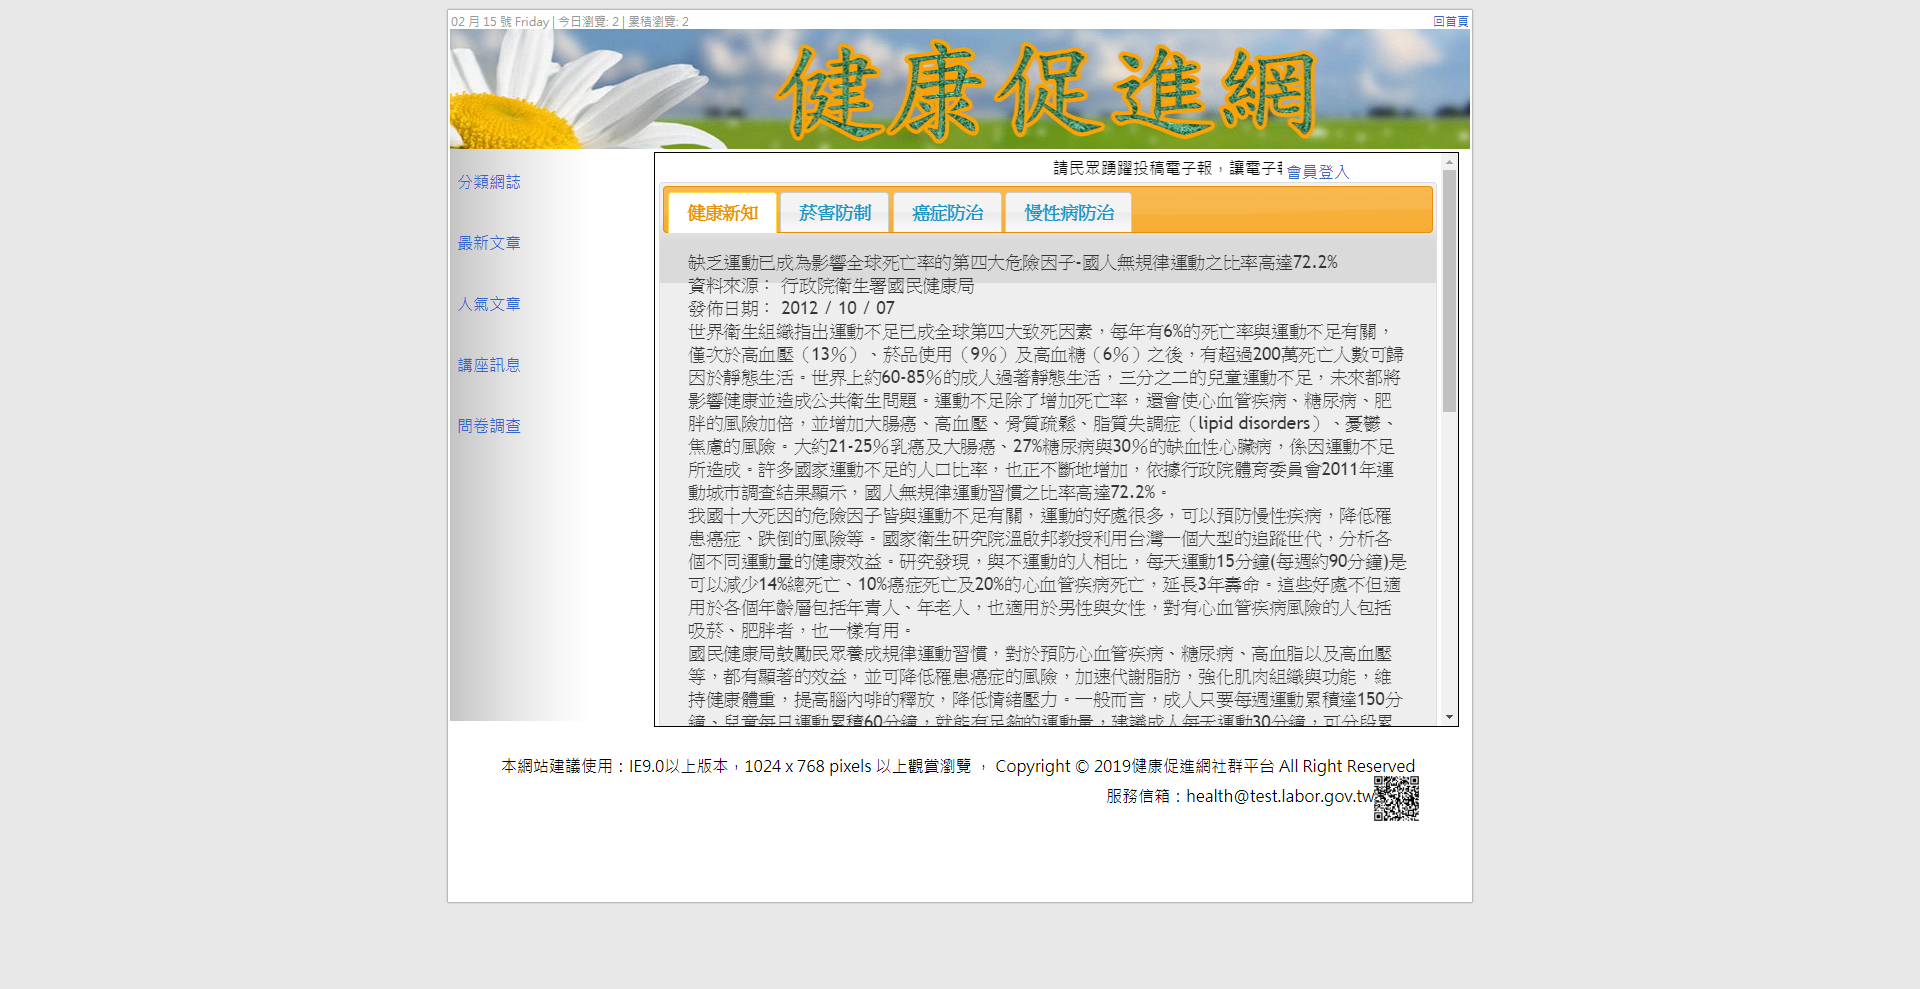 02 月 15 號 Friday | 今日瀏覽: 2 | 累積瀏覽: 2
回首頁
健康促進網
分類網誌
最新文章
人氣文章
講座訊息
問卷調查
請民眾踴躍投稿電子報，讓電子
會員登入
健康新知
菸害防制
癌症防治
慢性病防治
缺乏運動已成為影響全球死亡率的第四大危險因子-國人無規律運動之比率高達72.2%
資料來源： 行政院衛生署國民健康局
發佈日期： 2012 / 10 / 07
世界衛生組織指出運動不足已成全球第四大致死因素，每年有6%的死亡率與運動不足有關，
僅次於高血壓（13%）、菸品使用（9%）及高血糖（6%）之後，有超過200萬死亡人數可歸
因於靜態生活。世界上約60-85%的成人過著靜態生活，三分之二的兒童運動不足，未來都將
影響健康並造成公共衛生問題。運動不足除了增加死亡率，還會使心血管疾病、糖尿病、肥
胖的風險加倍，並增加大腸癌、高血壓、骨質疏鬆、脂質失調症（lipid disorders）、憂鬱、
焦慮的風險。大約21-25%乳癌及大腸癌、27%糖尿病與30%的缺血性心臟病，係因運動不足
所造成。許多國家運動不足的人口比率，也正不斷地增加，依據行政院體育委員會2011年運
動城市調查結果顯示，國人無規律運動習慣之比率高達72.2%。
我國十大死因的危險因子皆與運動不足有關，運動的好處很多，可以預防慢性疾病，降低罹
患癌症、跌倒的風險等。國家衛生研究院溫啟邦教授利用台灣一個大型的追蹤世代，分析各
個不同運動量的健康效益。研究發現，與不運動的人相比，每天運動15分鐘(每週約90分鐘)是
可以減少14%總死亡、10%癌症死亡及20%的心血管疾病死亡，延長3年壽命。這些好處不但適
用於各個年齡層包括年青人、年老人，也適用於男性與女性，對有心血管疾病風險的人包括
吸菸、肥胖者，也一樣有用。
國民健康局鼓勵民眾養成規律運動習慣，對於預防心血管疾病、糖尿病、高血脂以及高血壓
等，都有顯著的效益，並可降低罹患癌症的風險，加速代謝脂肪，強化肌肉組織與功能，維
持健康體重，提高腦內啡的釋放，降低情緒壓力。一般而言，成人只要每週運動累積達150分
鐘、兒童每日運動累積60分鐘，就能有足夠的運動量，建議成人每天運動30分鐘，可分段累
本網站建議使用：IE9.0以上版本，1024 x 768 pixels 以上觀賞瀏覽 ， Copyright © 2019健康促進網社群平台 All Right Reserved
服務信箱：health@test.labor.gov.tw